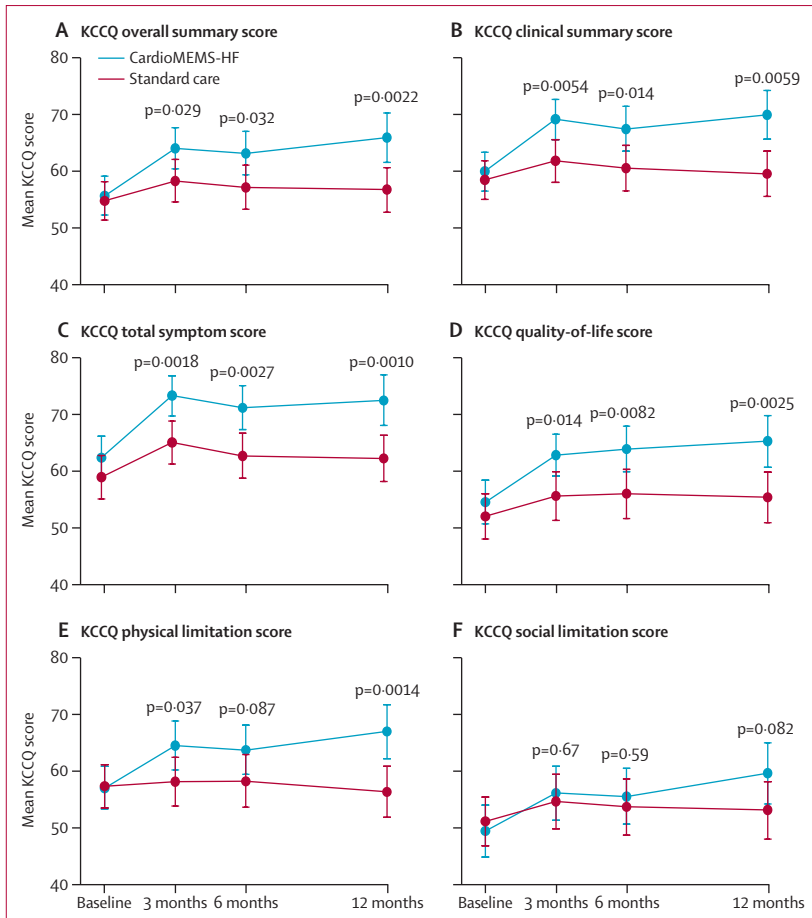 A KCCQ overall summary score
CardioMEMS-HF
Standard care
80
70
60
50
40
Mean KCCQ score
p=0·029
p=0·032
p=0·0022
B KCCQ clinical summary score
p=0·0054
p=0·014
p=0·0059
C KCCQ total symptom score
80
70
60
50
40
Mean KCCQ score
p=0·0018
p=0·0027
p=0·0010
D KCCQ quality-of-life score
p=0·014
p=0·0082
p=0·0025
E KCCQ physical limitation score
80
70
60
50
40
Mean KCCQ score
p=0·037
p=0·087
p=0·0014
Baseline 3 months 6 months 12 months
F KCCQ social limitation score
p=0·67
p=0·59
p=0·082
Baseline 3 months 6 months 12 months